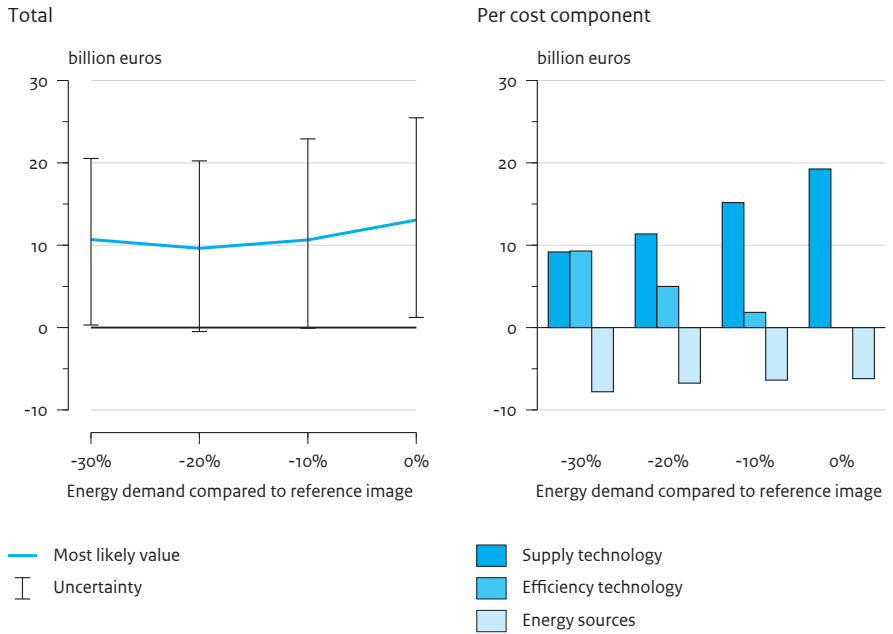 Total
billion euros
30
20
10
0
-10
-30% -20% -10% 0%
Energy demand compared to reference image
Most likely value
Uncertainty
Per cost component
billion euros
30
20
10
0
-10
-30% -20% -10% 0%
Energy demand compared to reference image
Supply technology
Efficiency technology
Energy sources